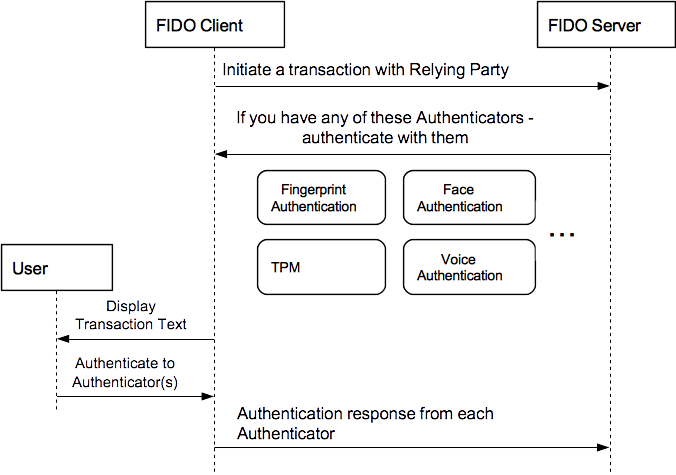 FIDO Client
FIDO Server
Initiate a transaction with Relying Party
If you have any of these Authenticators -
authenticate with them
Fingerprint
Authentication
Face
Authentication
...
TPM
Voice
Authentication
User
Display
Transaction Text
Authenticate to
Authenticator(s)
Authentication response from each
Authenticator